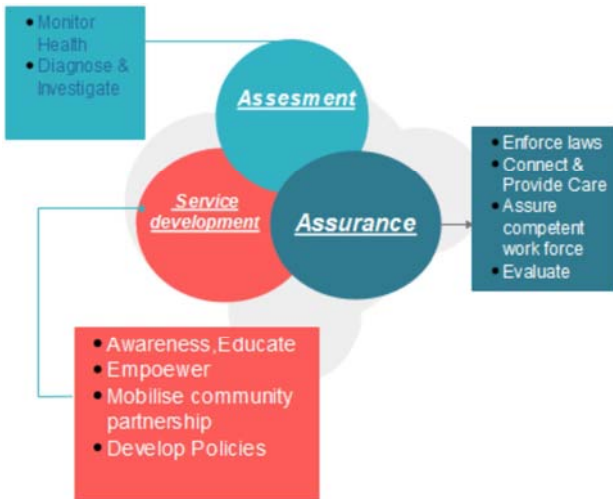 • Monitor
Health
• Diagnose &
Investigate
Assesment
Service
development
Assurance
• Enforce laws
• Connect &
Provide Care
• Assure
competent
work force
• Evaluate
• Awareness,Educate
• Empoewer
• Mobilise community
partnership
• Develop Policies